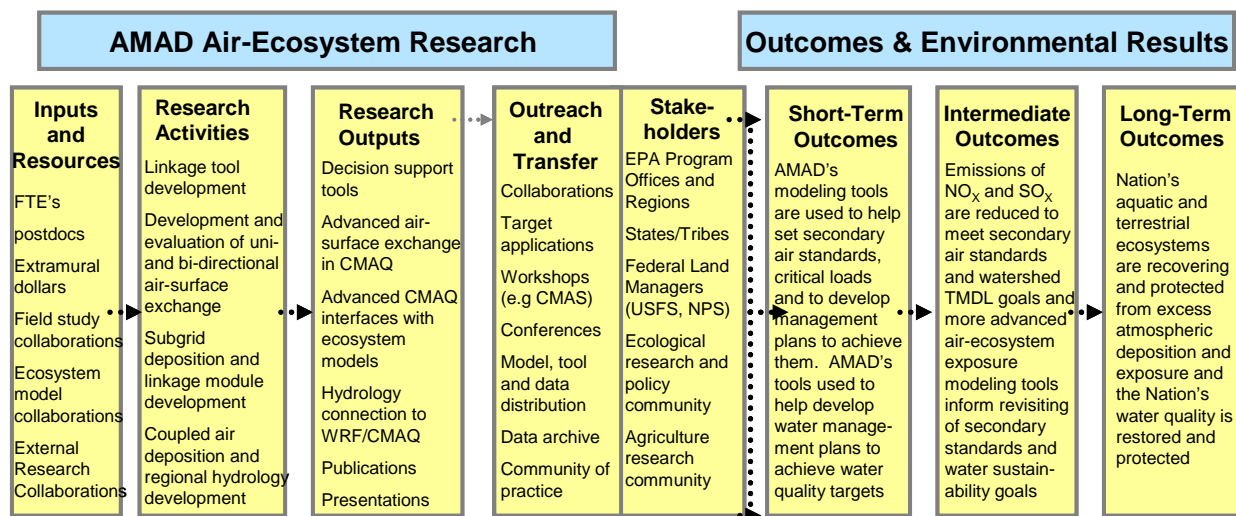 AMAD Air-Ecosystem Research
Outcomes & Environmental Results
Inputs
and
Resources
FTE's
postdocs
Extramural
dollars
Field study
collaborations
Ecosystem
model
collaborations
External
Research
Collaborations
Research
Activities
Linkage tool
development
Development and
evaluation of uni-
and bi-directional
air-surface
exchange
Subgrid
deposition and
linkage module
development
Coupled air
deposition and
regional hydrology
development
Research
Outputs
Decision support
tools
Advanced air-
surface exchange
in CMAQ
Advanced CMAQ
interfaces with
ecosystem
models
Hydrology
connection to
WRF/CMAQ
Publications
Presentations
Outreach
and
Transfer
Collaborations
Target
applications
Workshops
(e.g CMAS)
Conferences
Model, tool
and data
distribution
Data archive
Community of
practice
Stake-
holders
EPA Program
Offices and
Regions
States/Tribes
Federal Land
Managers
(USFS, NPS)
Ecological
research and
policy
community
Agriculture
research
community
Short-Term
Outcomes
AMAD's
modeling tools
are used to help
set secondary
air standards,
critical loads
and to develop
management
plans to achieve
them.  AMAD's
tools used to
help develop
water manage-
ment plans to
achieve water
quality targets
Intermediate
Outcomes
Emissions of
NOX and SOX
are reduced to
meet secondary
air standards
and watershed
TMDL goals and
more advanced
air-ecosystem
exposure
modeling tools
inform revisiting
of secondary
standards and
water sustain-
ability goals
Long-Term
Outcomes
Nation's
aquatic and
terrestrial
ecosystems
are recovering
and protected
from excess
atmospheric
deposition and
exposure and
the Nation's
water quality is
restored and
protected